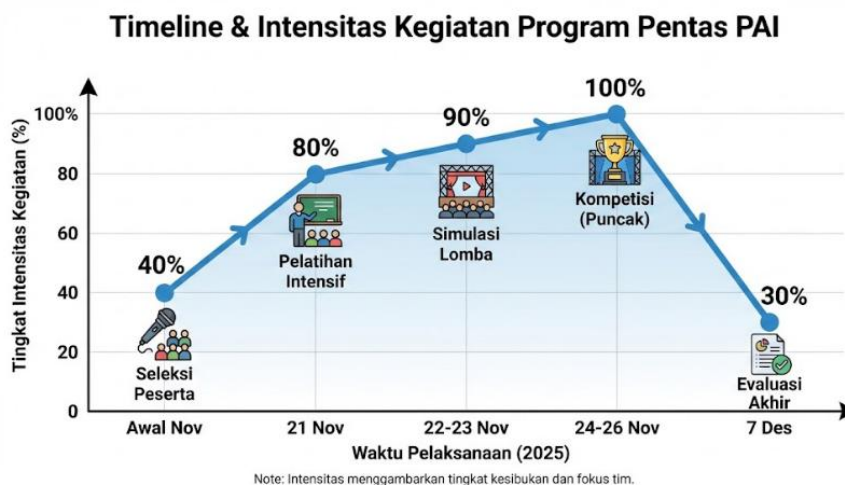 Timeline & Intensitas Kegiatan Program Pentas PAI
Tingkat Intensitas Kegiatan (%)
100%
80
60
40
20
0
40%
Seleksi
Peserta
80%
Pelatihan
Intensif
90%
Simulasi
Lomba
100%
Kompetisi
(Puncak)
30%
Evaluasi
Akhir
Awal Nov
21 Nov
22-23 Nov
24-26 Nov
7 Des
Waktu Pelaksanaan (2025)
Note: Intensitas menggambarkan tingkat kesibukan dan fokus tim.